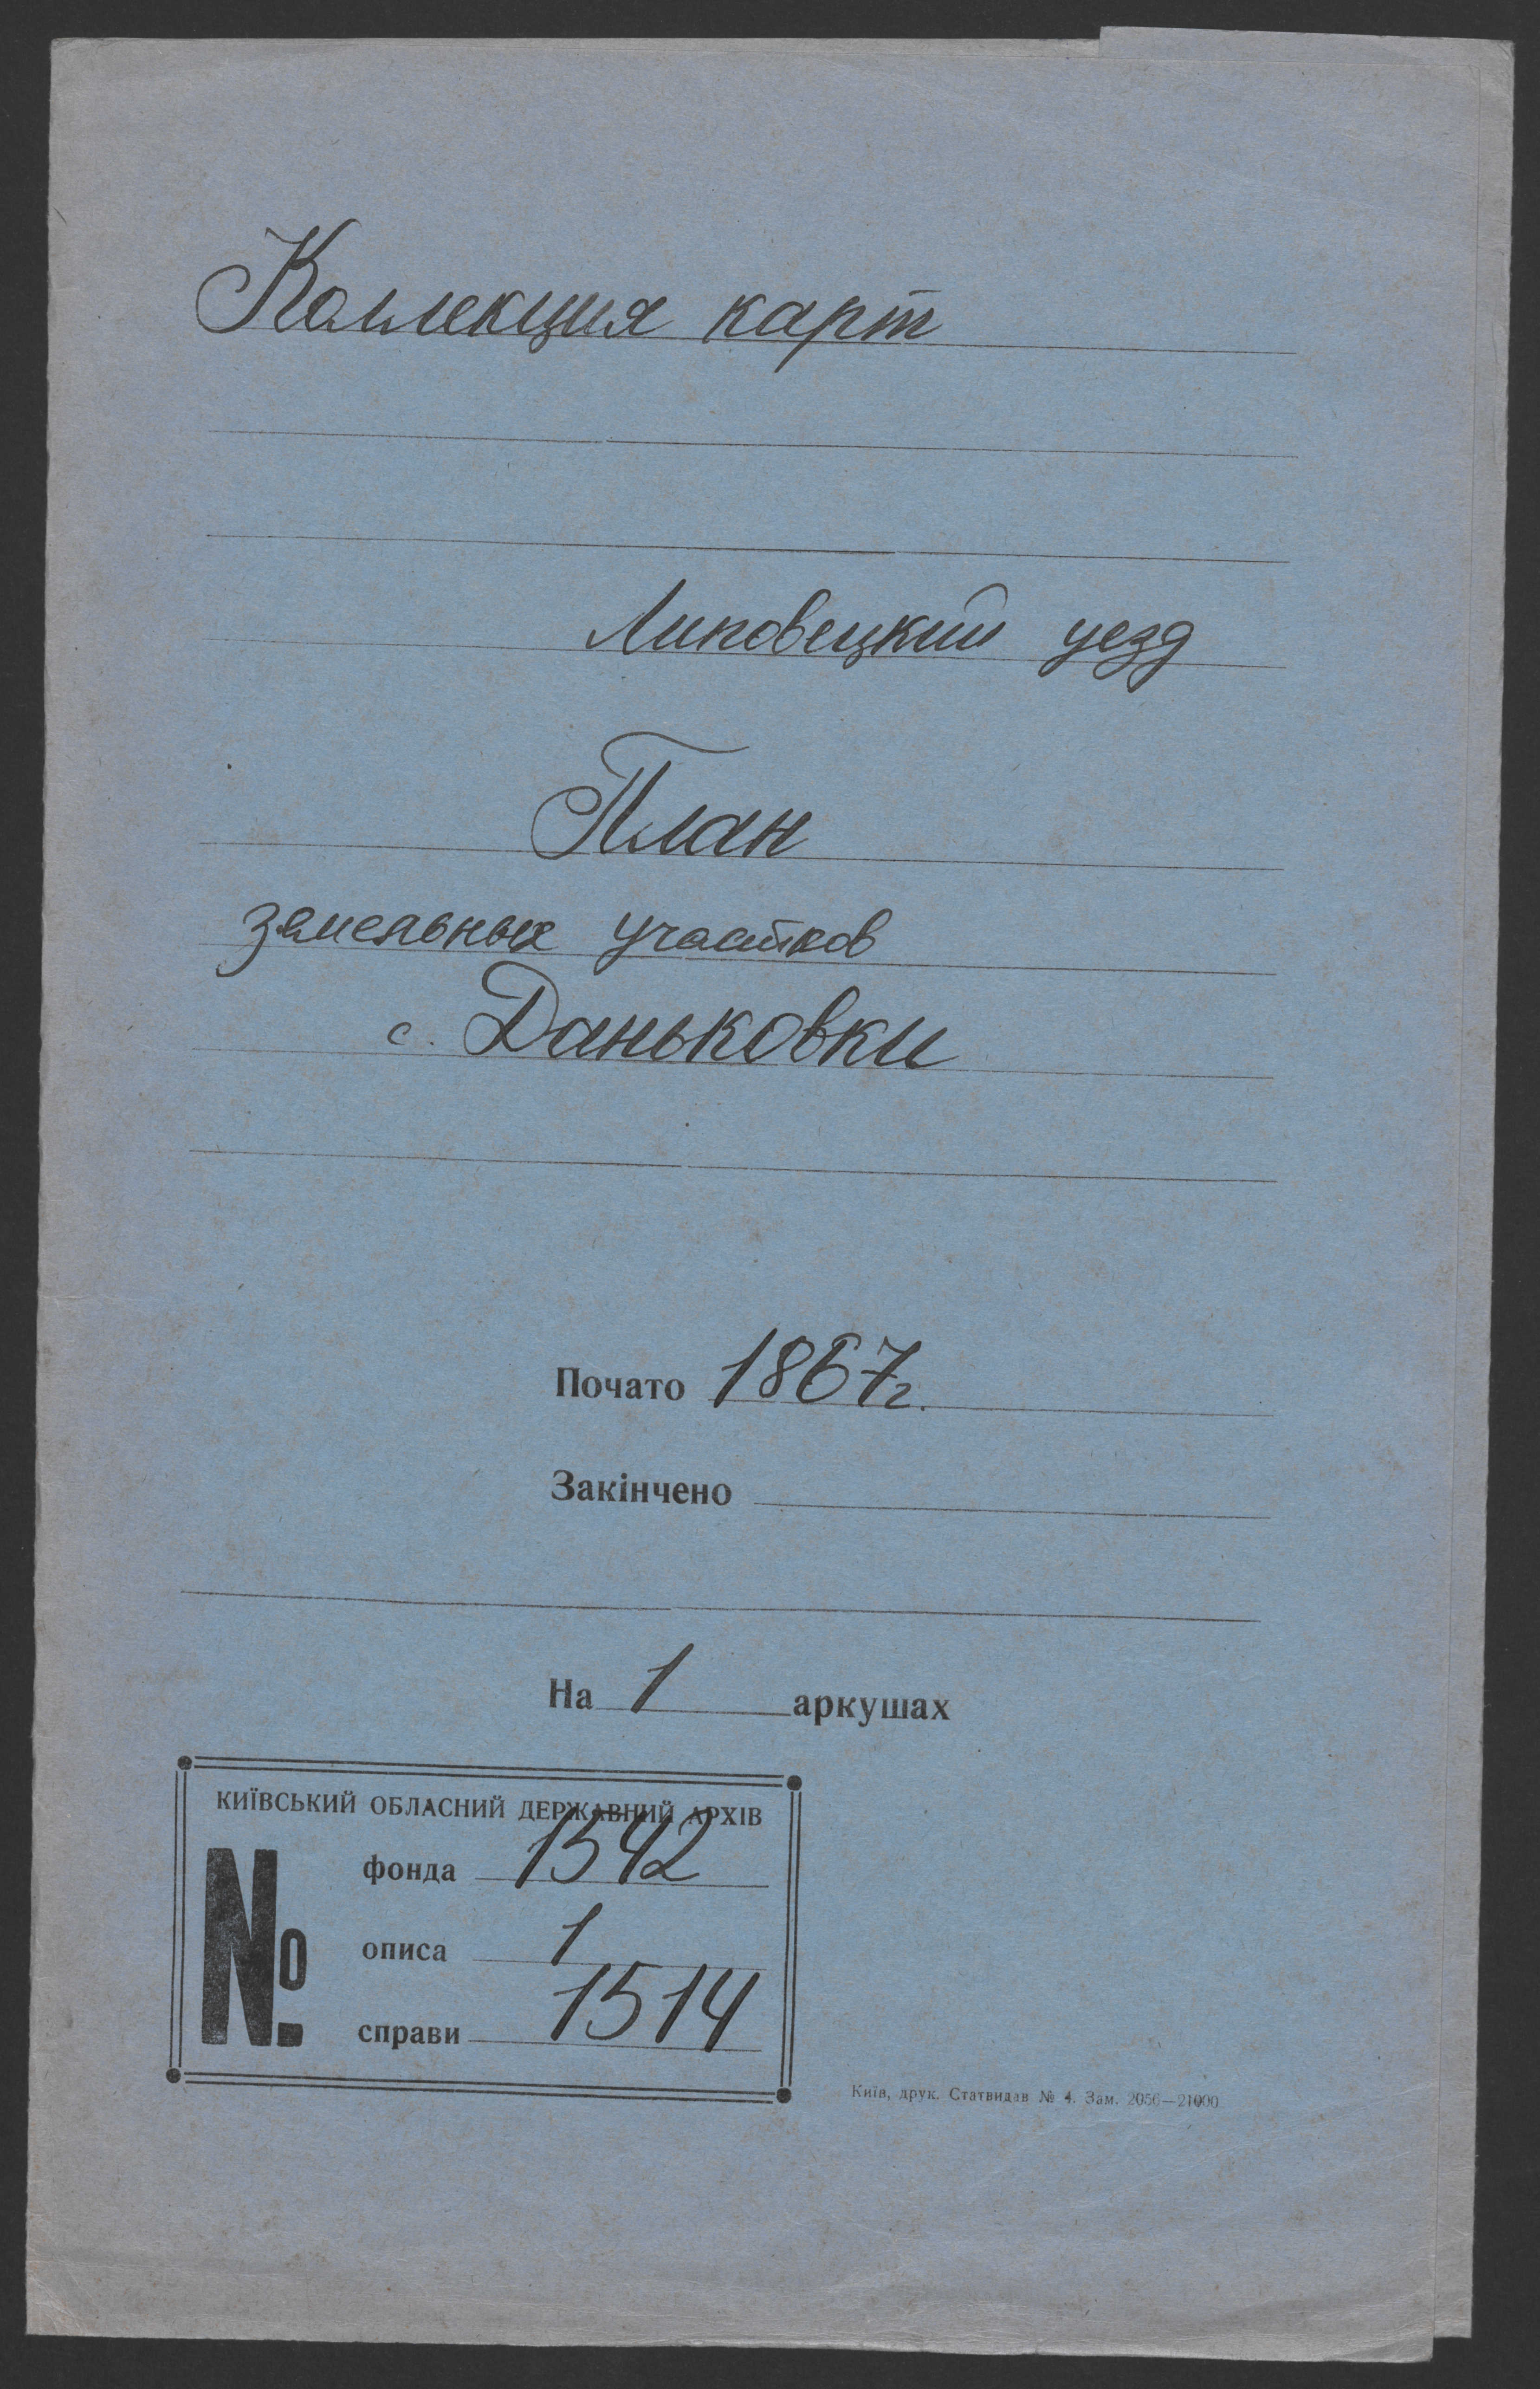 Коллекция карт
Липовецкий уезд
План
земельных участков
с. Даньковки
Почато 1867 г.
Закінчено
На 1 аркушах
КИЇВСЬКИЙ ОБЛАСНИЙ ДЕРЖАВНИЙ АРХІВ
№
фонда 1542
описа 1
справи 1514
Київ, друк. Статвидав № 4. Зам. 2056—21000